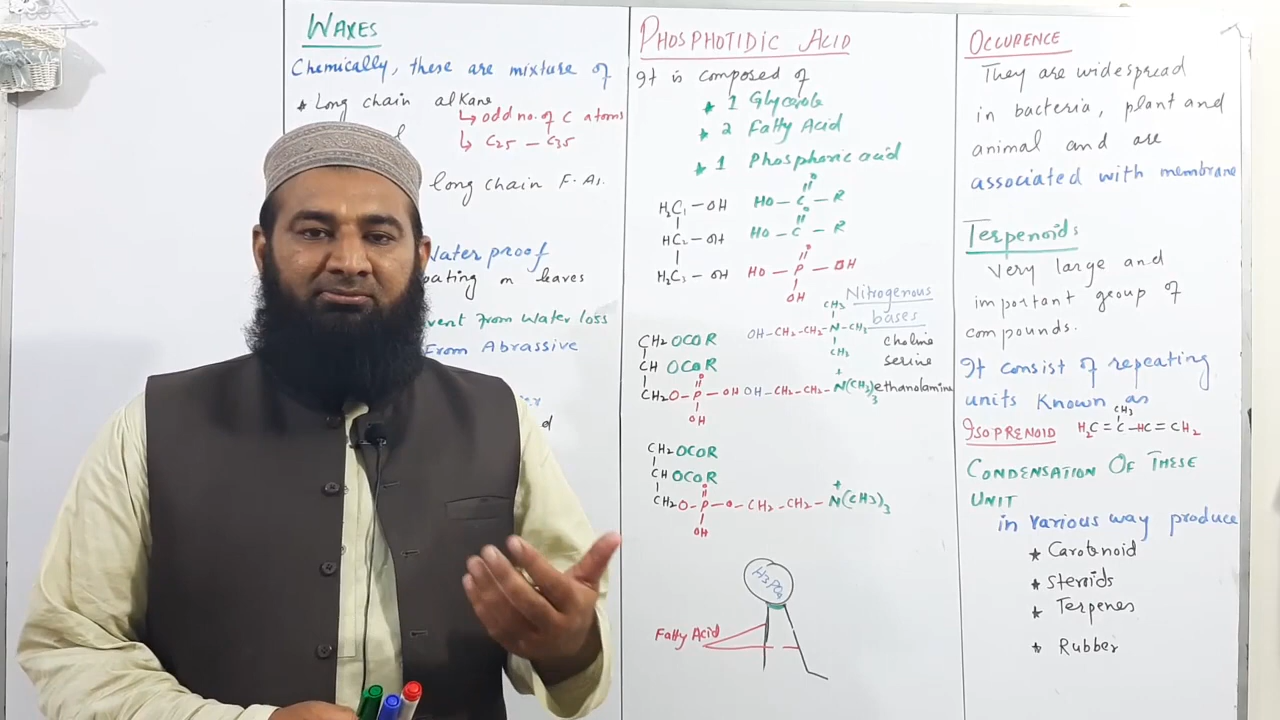 WAXES
Chemically, these are mixture of
* Long chain alkane
↳ odd no. of C atoms
↳ C25 – C35
long chain F.As.
Water proof
on leaves
From Water loss
From Abrassive
PHOSPHOTIDIC ACID
It is composed of
* 1 Glycerole
* 2 Fatty Acid
* 1 Phosphoric acid
H2C1 – OH
HO – C – R
O
HO – C – R
O
HC2 – OH
H2C3 – OH
HO – P – OH
O
OH
Nitrogenous
bases
choline
serine
ethanolamine
OH – CH2 – CH2 – N – CH3
CH3
CH3
+
OH – CH2 – CH2 – N(CH3)3
CH2 OCOR
CH OCOR
CH2O – P – OH
O
OH
CH2 OCOR
CH OCOR
CH2O – P – O – CH2 – CH2 – N(CH3)3
O
+
OH
H3PO4
Fatty Acid
OCCURENCE
They are widespread
in bacteria, plant and
animal and are
associated with membrane
Terpenoids
Very large and
important group of
compounds.
It consist of repeating
units Known as
ISOPRENOID H2C = C – HC = CH2
CH3
CONDENSATION OF THESE
UNIT
in various way produce
* Carotenoid
* Steroids
* Terpenes
* Rubber